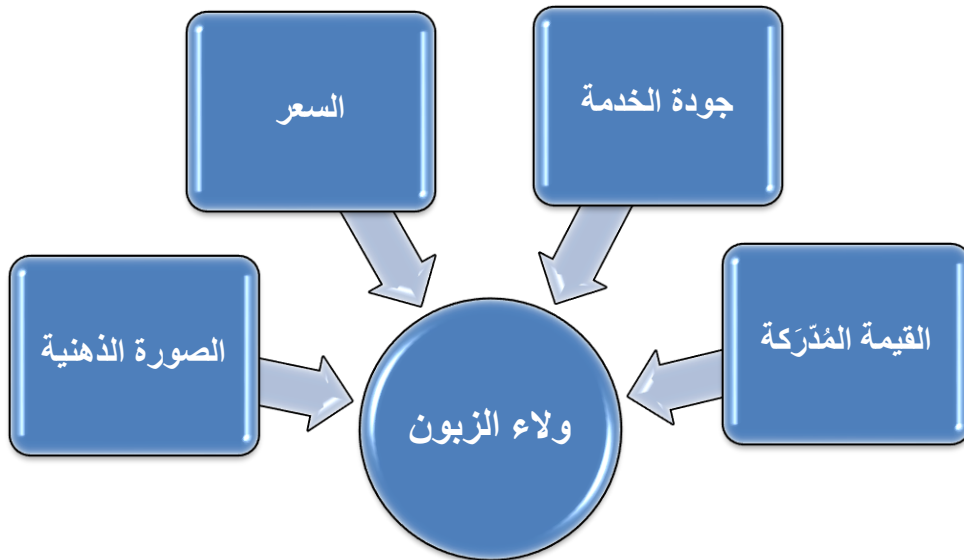 جودة الخدمة
السعر
القيمة المُدّرَكة
الصورة الذهنية
ولاء الزبون